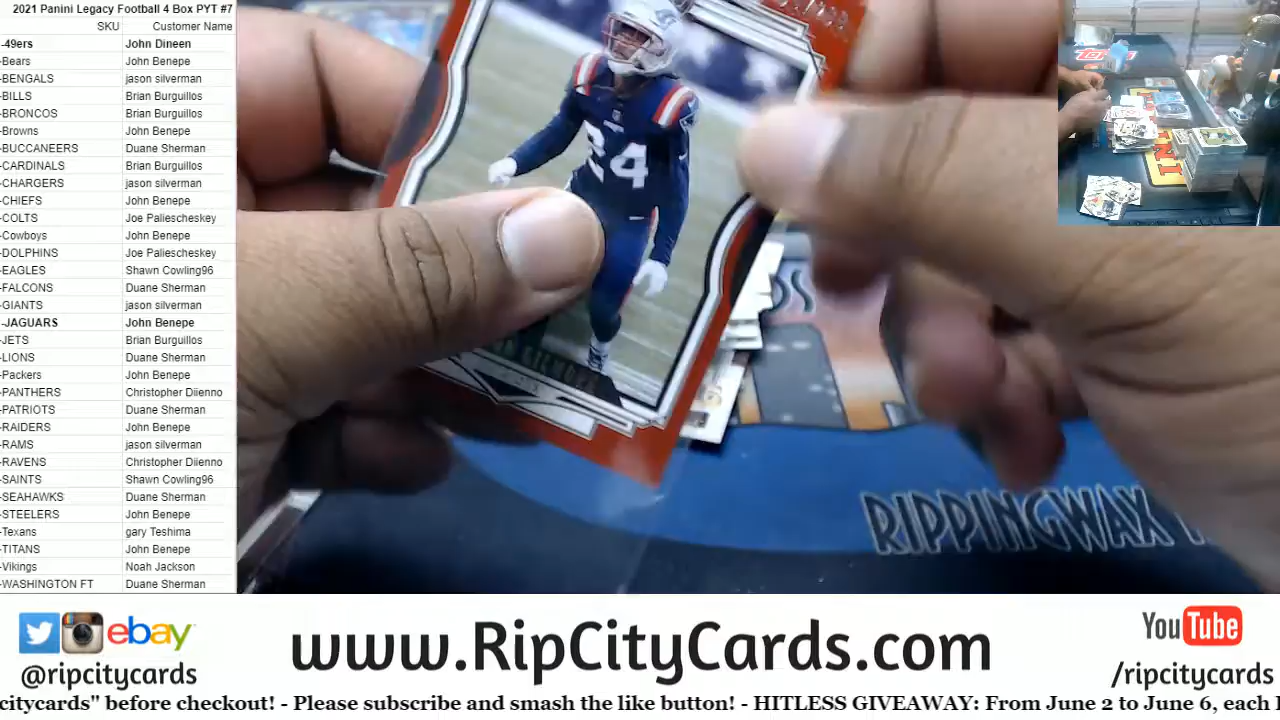 2021 Panini Legacy Football 4 Box PYT #7
SKU Customer Name
-49ers John Dineen
-Bears John Benepe
-BENGALS jason silverman
-BILLS Brian Burguillos
-BRONCOS Brian Burguillos
-Browns John Benepe
-BUCCANEERS Duane Sherman
-CARDINALS Brian Burguillos
-CHARGERS jason silverman
-CHIEFS John Benepe
-COLTS Joe Paliescheskey
-Cowboys John Benepe
-DOLPHINS Joe Paliescheskey
-EAGLES Shawn Cowling96
-FALCONS Duane Sherman
-GIANTS jason silverman
-JAGUARS John Benepe
-JETS Brian Burguillos
-LIONS Duane Sherman
-Packers John Benepe
-PANTHERS Christopher Diienno
-PATRIOTS Duane Sherman
-RAIDERS John Benepe
-RAMS jason silverman
-RAVENS Christopher Diienno
-SAINTS Shawn Cowling96
-SEAHAWKS Duane Sherman
-STEELERS John Benepe
-Texans gary Teshima
-TITANS John Benepe
-Vikings Noah Jackson
-WASHINGTON FT Duane Sherman
24
RIPPINGWAX
ebay
@ripcitycards
www.RipCityCards.com
YouTube
/ripcitycards
citycards" before checkout! - Please subscribe and smash the like button! - HITLESS GIVEAWAY: From June 2 to June 6, each